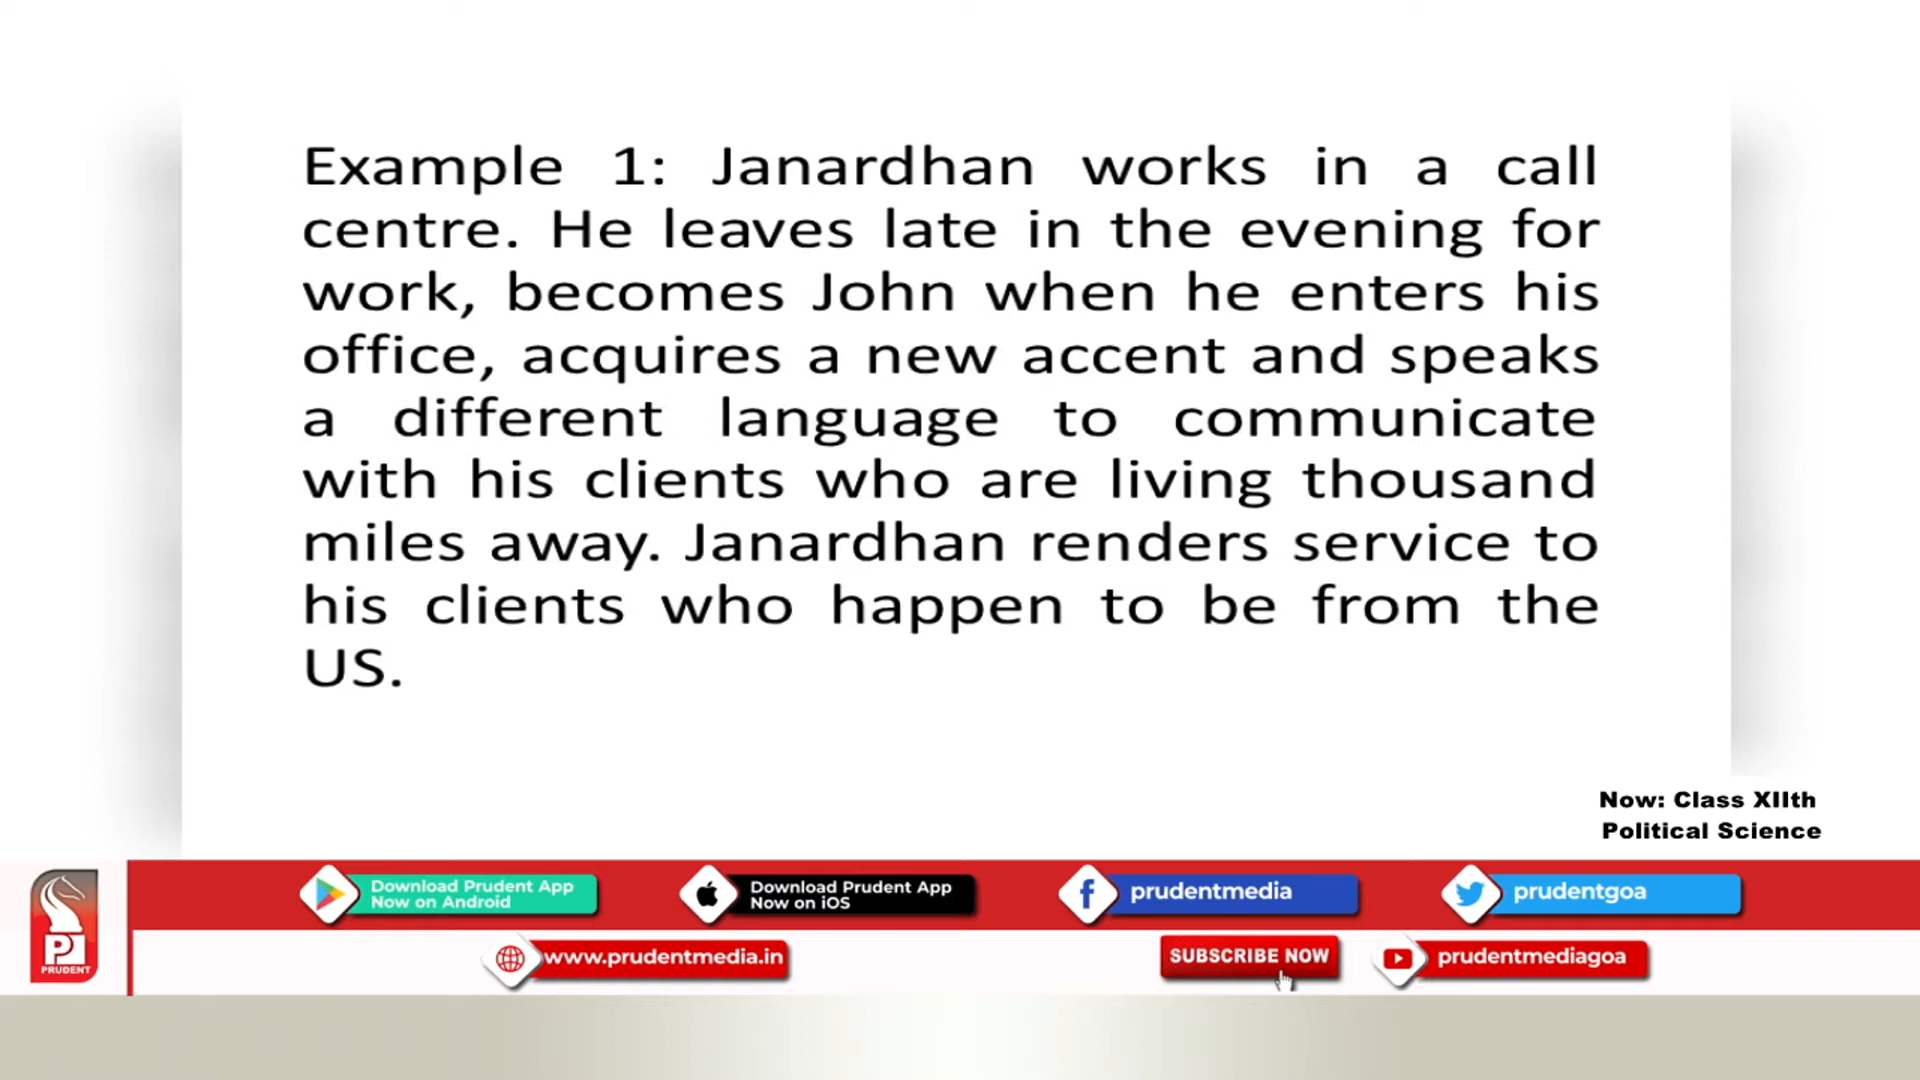 Example 1: Janardhan works in a call
centre. He leaves late in the evening for
work, becomes John when he enters his
office, acquires a new accent and speaks
a different language to communicate
with his clients who are living thousand
miles away. Janardhan renders service to
his clients who happen to be from the
US.
Now: Class XIIth
Political Science
Download Prudent App
Now on Android
Download Prudent App
Now on iOS
prudentmedia
prudentgoa
PRUDENT
www.prudentmedia.in
SUBSCRIBE NOW
prudentmediagoa